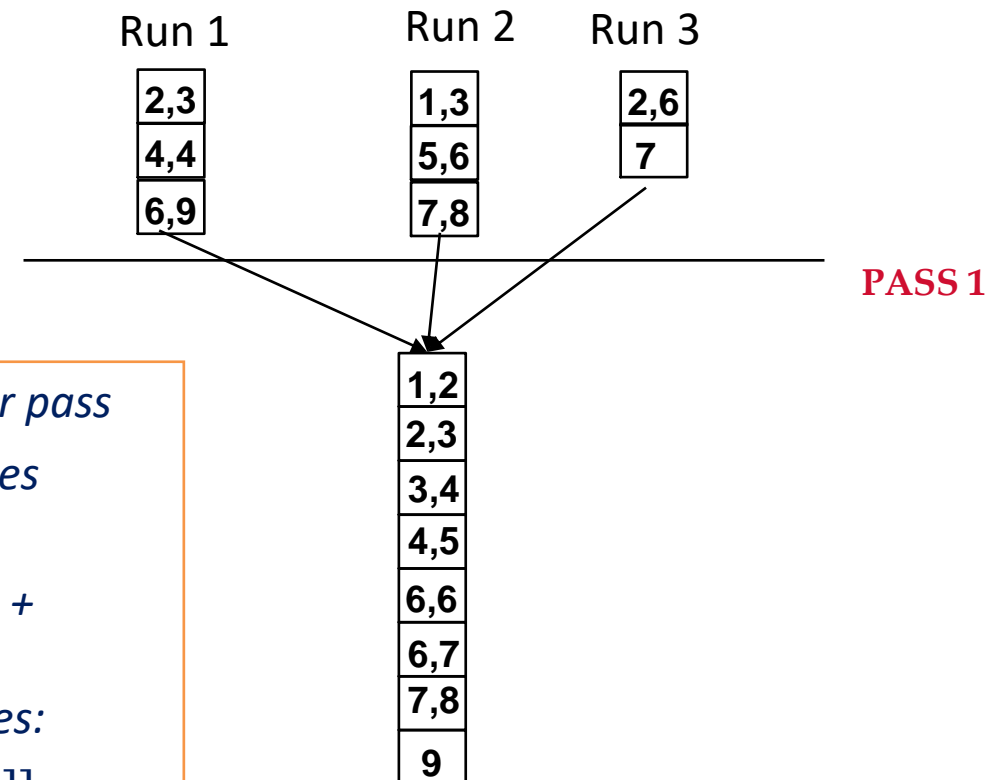 Run 1
Run 2
Run 3
2,3
4,4
6,9
1,3
5,6
7,8
2,6
7
PASS 1
r pass
es
+
es:
1,2
2,3
3,4
4,5
6,6
6,7
7,8
9